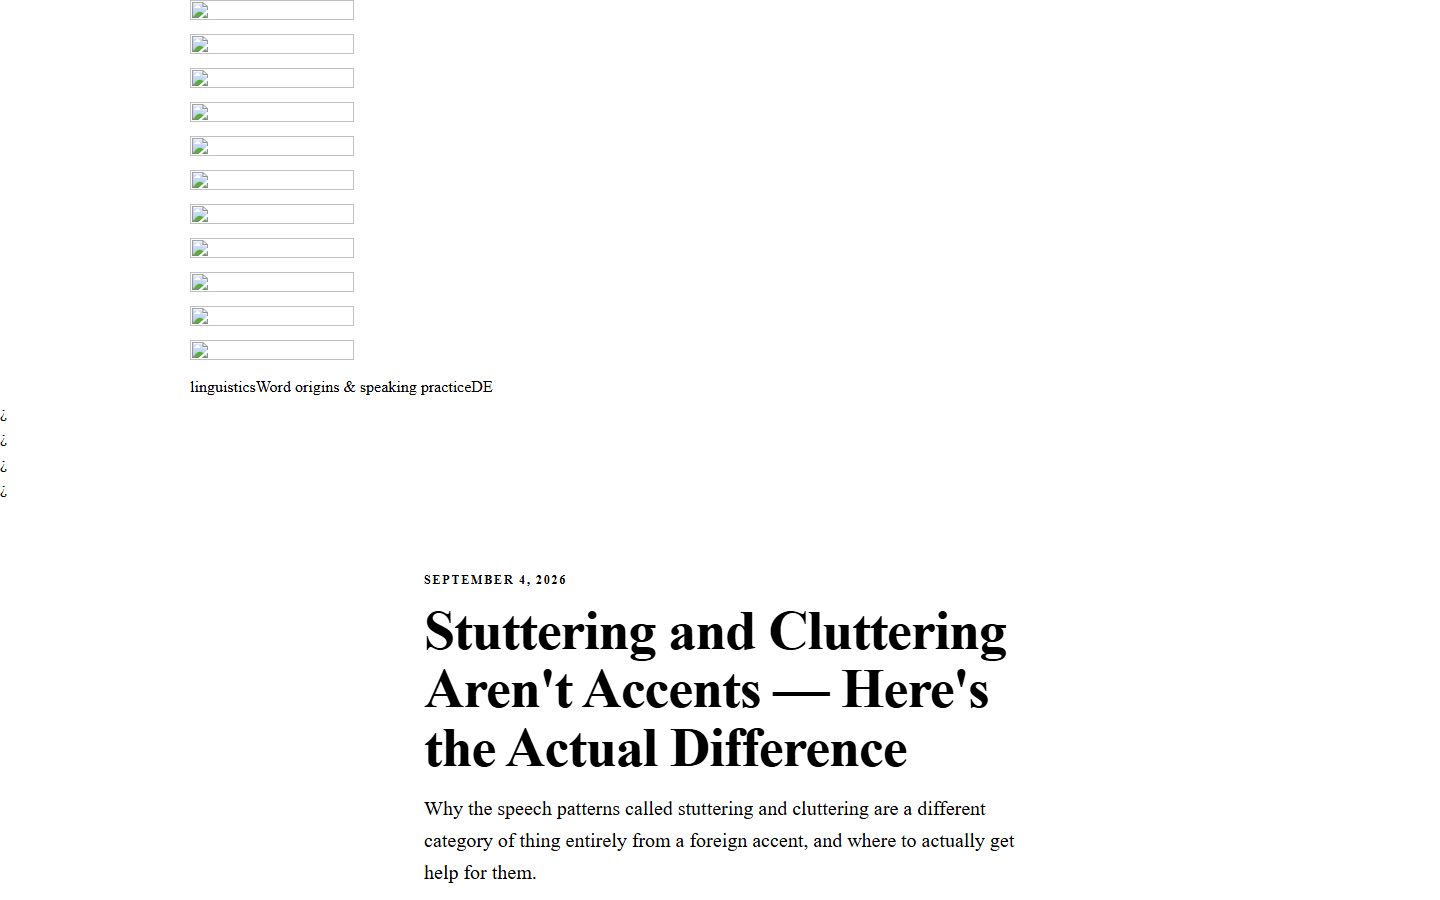 linguisticsWord origins & speaking practiceDE
¿
¿
¿
¿
SEPTEMBER 4, 2026
Stuttering and Cluttering
Aren't Accents — Here's
the Actual Difference
Why the speech patterns called stuttering and cluttering are a different
category of thing entirely from a foreign accent, and where to actually get
help for them.